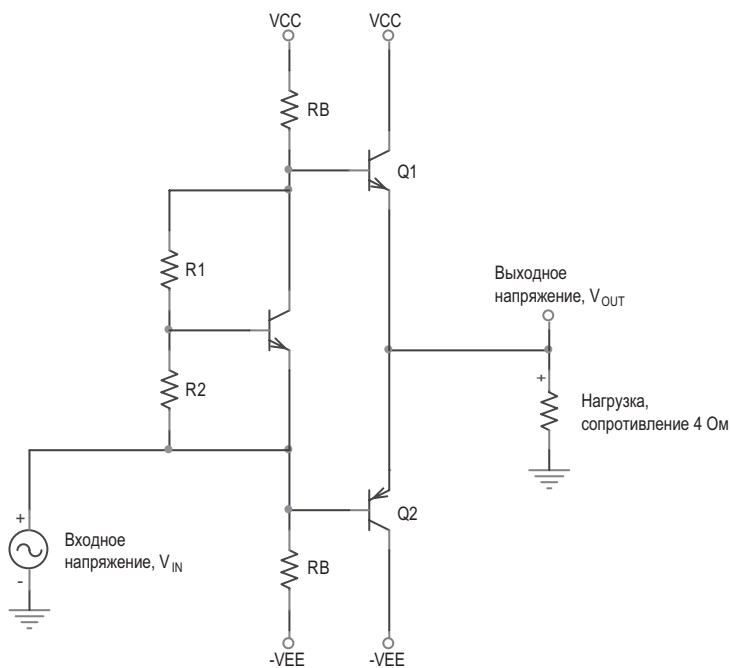 VCC
VCC
RB
Q1
R1
Выходное
напряжение, VOUT
+
R2
Нагрузка,
сопротивление 4 Ом
+
Входное
напряжение, VIN
-
Q2
RB
-VEE
-VEE